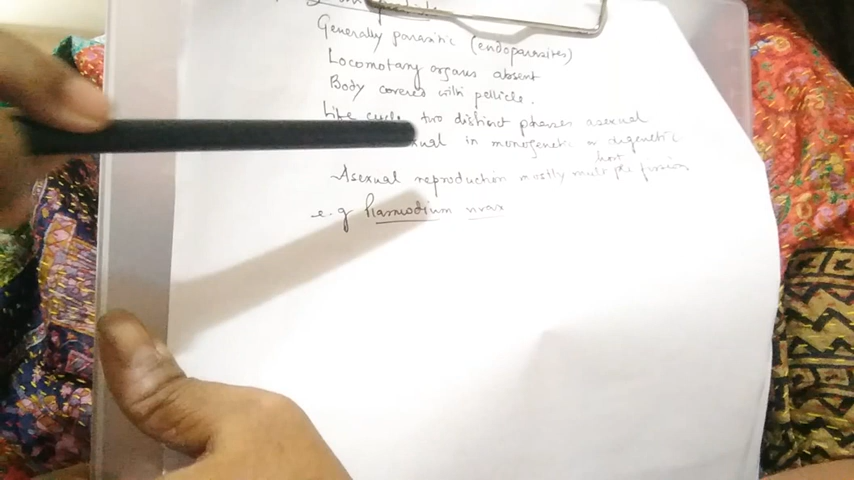 Generally parasitic (endoparasites)
Locomotary organs absent
Body covered with pellicle.
Life cycle two distinct phases asexual
xual in monogenetic or digenetic
host
Asexual reproduction mostly multiple fission
e.g Plasmodium vivax